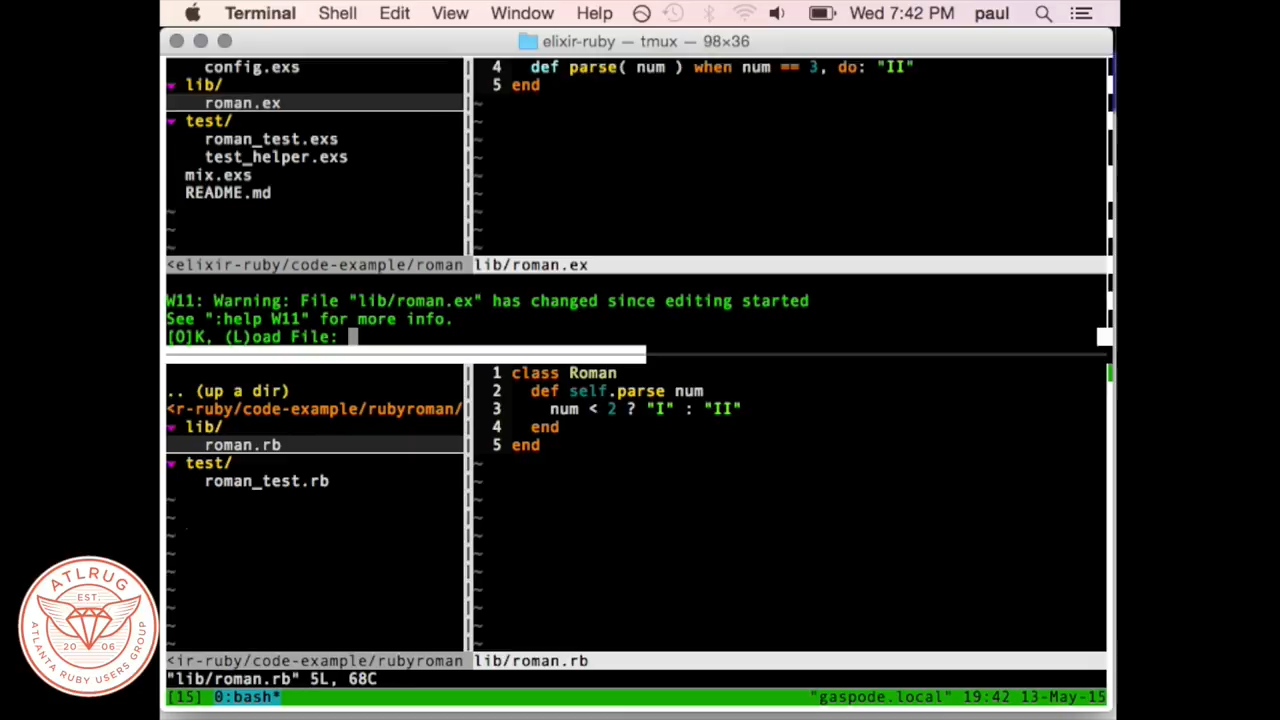 Terminal Shell Edit View Window Help Wed 7:42 PM paul
elixir-ruby — tmux — 98×36
config.exs
lib/
roman.ex
test/
roman_test.exs
test_helper.exs
mix.exs
README.md
~
~
~
<elixir-ruby/code-example/roman
4 def parse( num ) when num == 3, do: "II"
5 end
~
~
~
~
~
~
~
~
~
lib/roman.ex
W11: Warning: File "lib/roman.ex" has changed since editing started
See ":help W11" for more info.
[O]K, (L)oad File:
.. (up a dir)
<r-ruby/code-example/rubyroman/
lib/
roman.rb
test/
roman_test.rb
~
~
~
~
~
~
~
~
~
<ir-ruby/code-example/rubyroman
1 class Roman
2 def self.parse num
3 num < 2 ? "I" : "II"
4 end
5 end
~
~
~
~
~
~
~
~
~
~
~
lib/roman.rb
"lib/roman.rb" 5L, 68C
[15] 0:bash* "gaspode.local" 19:42 13-May-15
ATLRUG
EST.
20 06
ATLANTA RUBY USERS GROUP